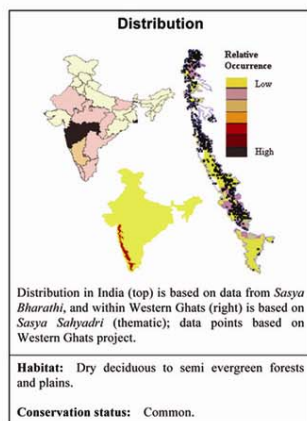 Distribution
Relative
Occurrence
Low
High
Distribution in India (top) is based on data from Sasya
Bharathi, and within Western Ghats (right) is based on
Sasya Sahyadri (thematic); data points based on
Western Ghats project.
Habitat: Dry deciduous to semi evergreen forests
and plains.
Conservation status: Common.